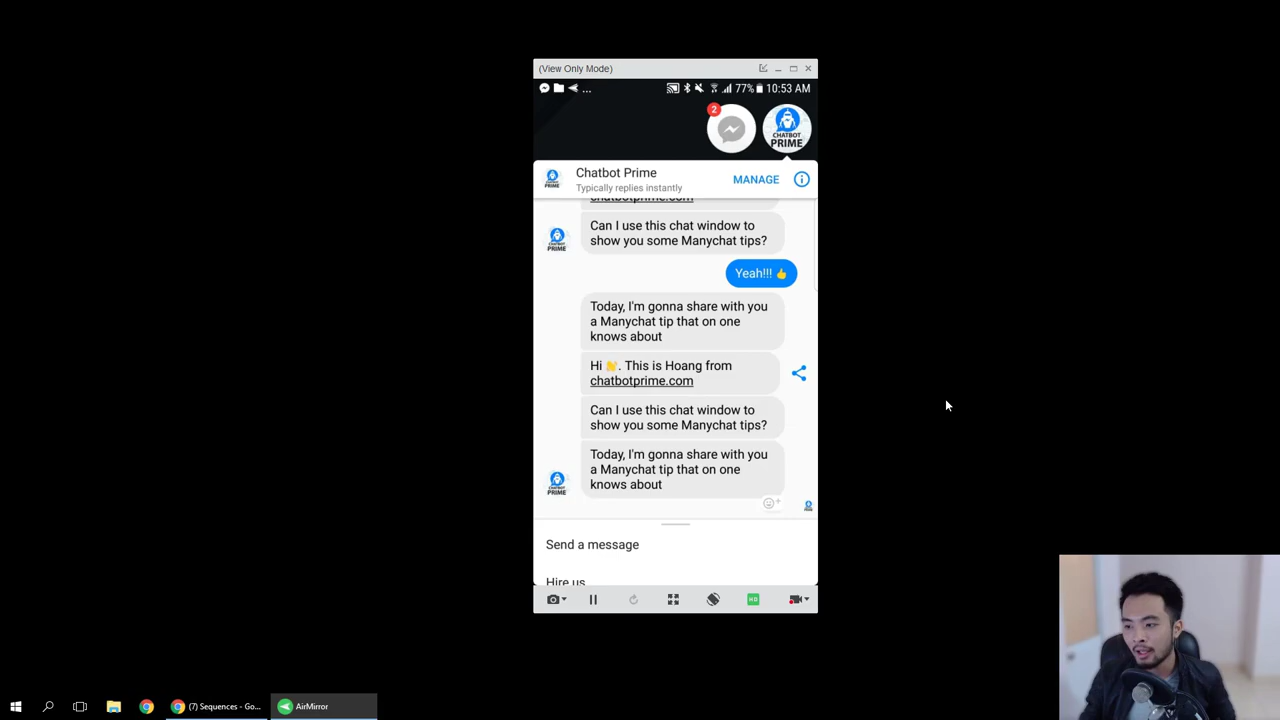 (View Only Mode)
... 77% 10:53 AM
2
CHATBOT
PRIME
Chatbot Prime
Typically replies instantly
MANAGE
chatbotprime.com
Can I use this chat window to
show you some Manychat tips?
PRIME
Yeah!!! 👍
Today, I'm gonna share with you
a Manychat tip that on one
knows about
Hi 👋. This is Hoang from
chatbotprime.com
Can I use this chat window to
show you some Manychat tips?
Today, I'm gonna share with you
a Manychat tip that on one
knows about
PRIME
Send a message
Hire us
HD
(7) Sequences - Go...
AirMirror